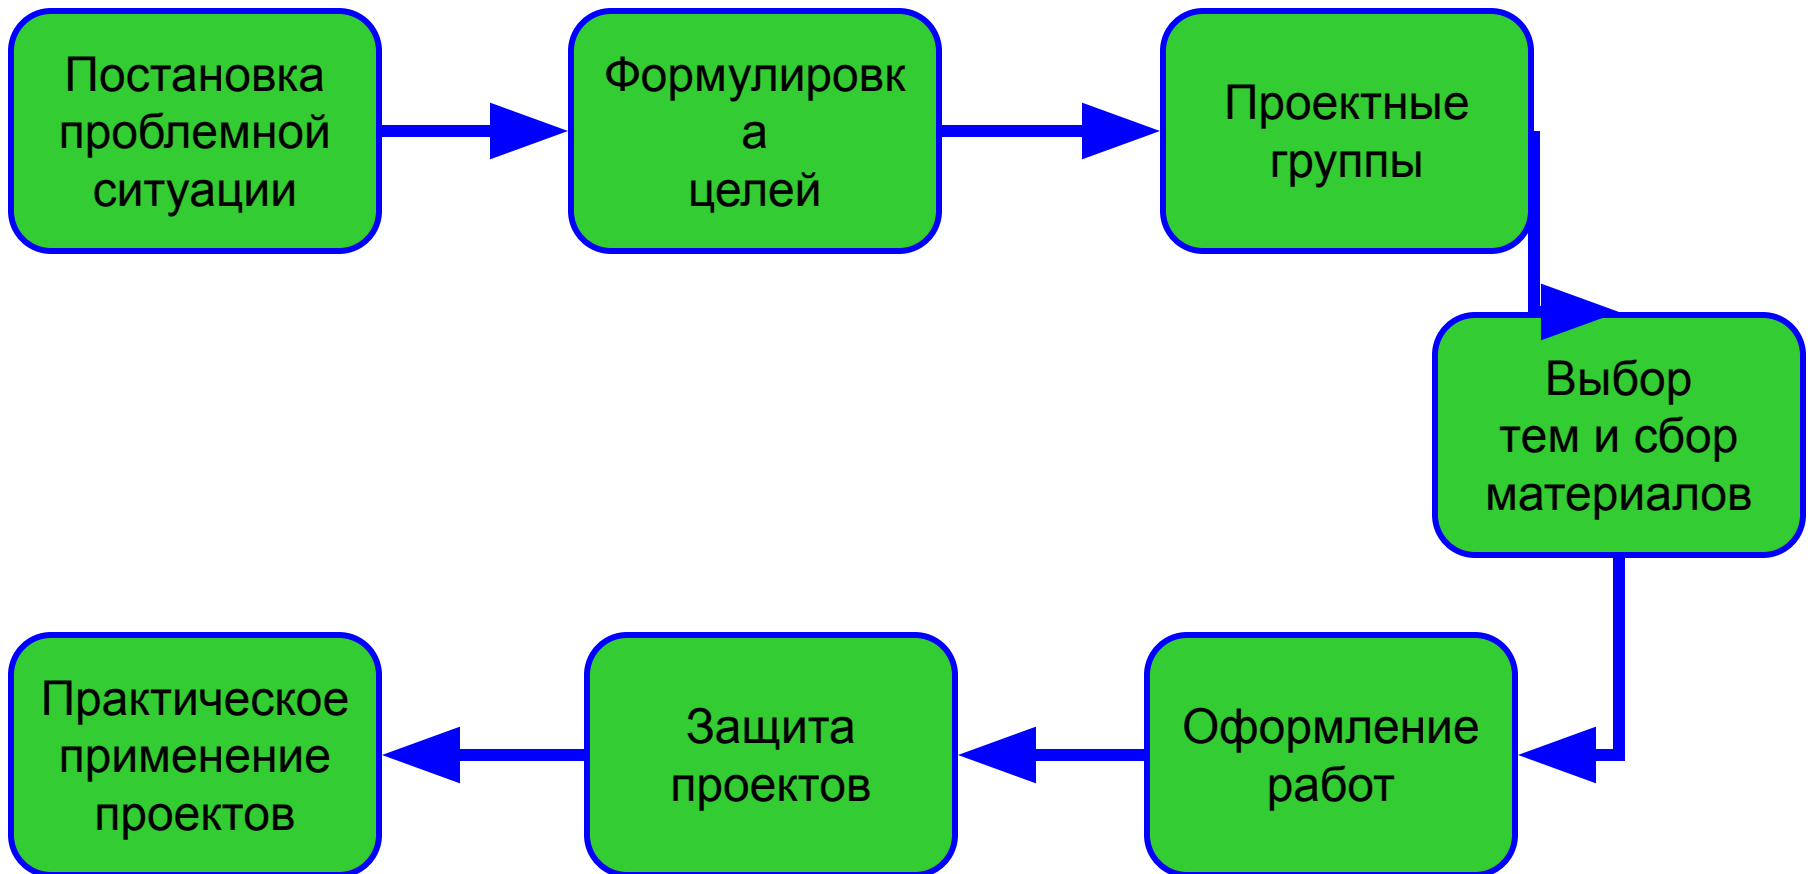 Постановка
проблемной
ситуации
Формулировк
а
целей
Проектные
группы
Выбор
тем и сбор
материалов
Оформление
работ
Защита
проектов
Практическое
применение
проектов